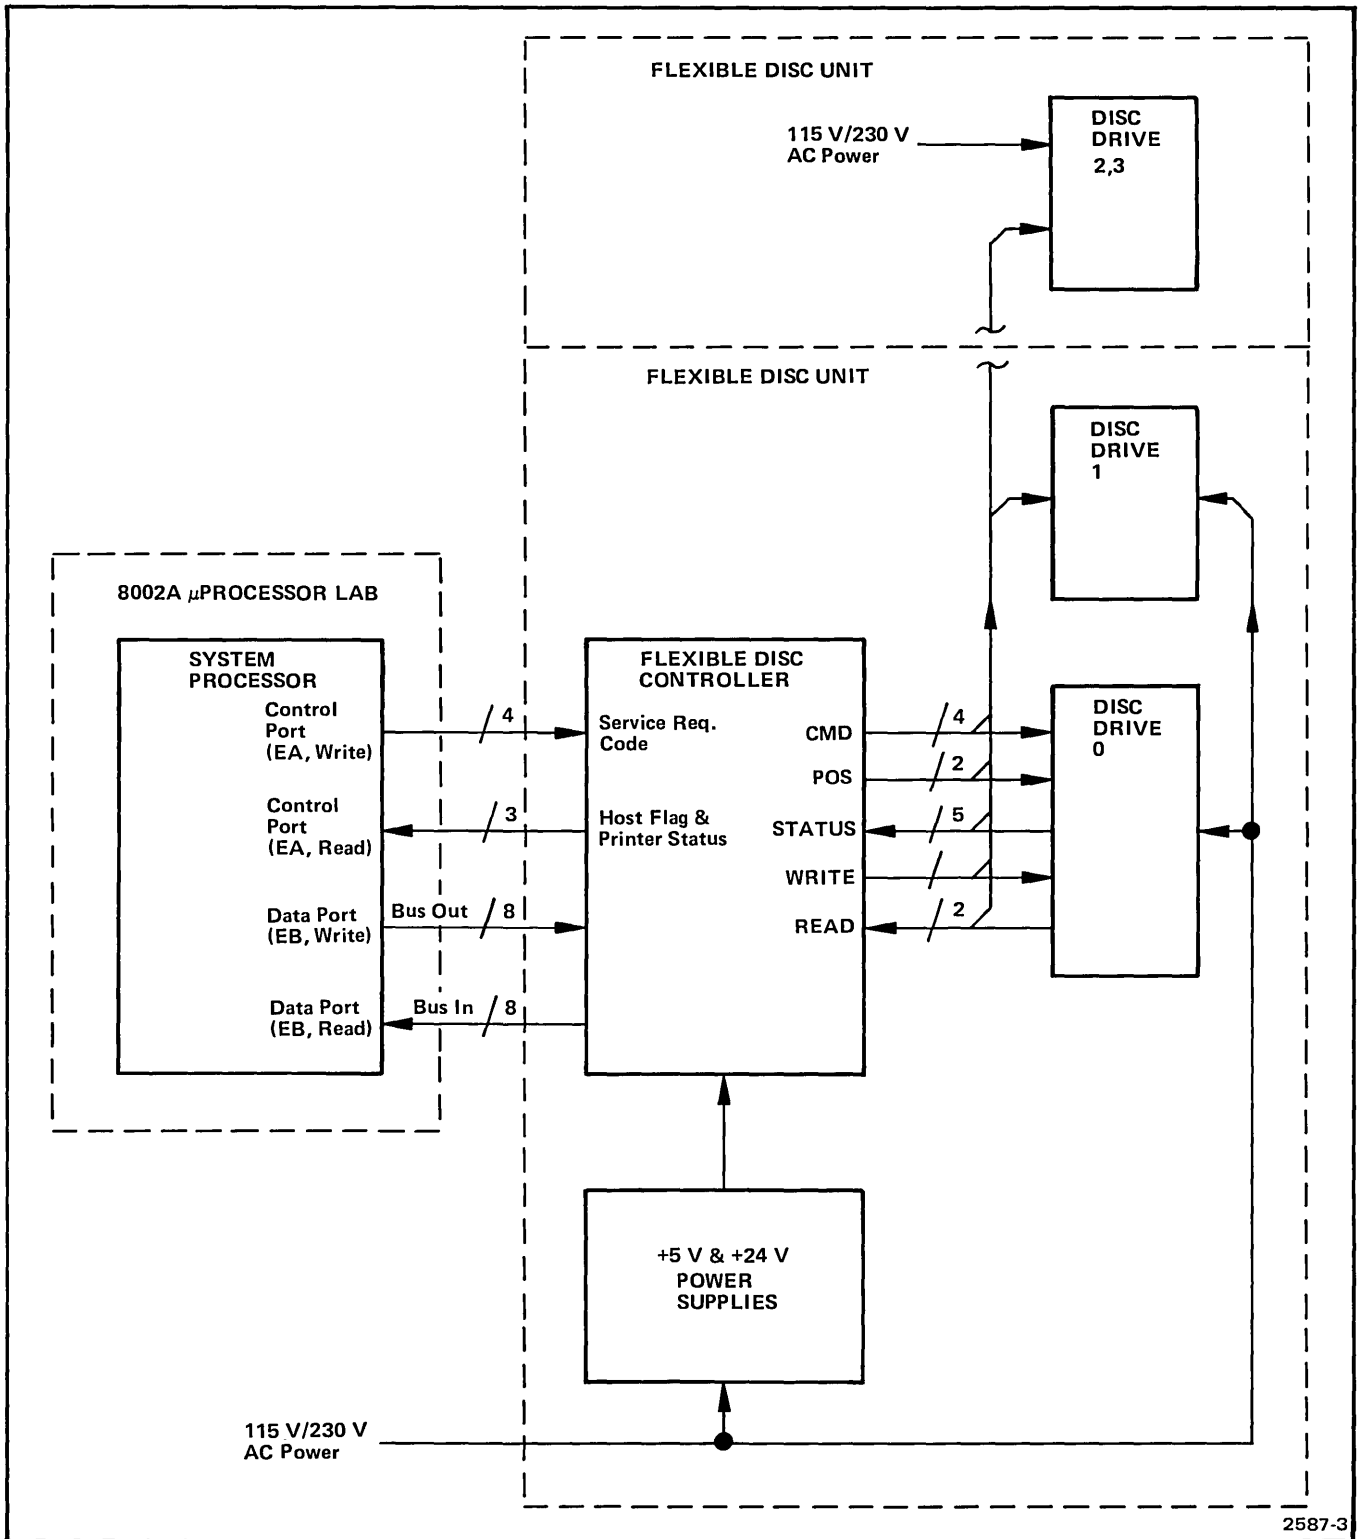 FLEXIBLE DISC UNIT
115 V/230 V
AC Power
DISC
DRIVE
2,3
FLEXIBLE DISC UNIT
DISC
DRIVE
1
8002A µPROCESSOR LAB
SYSTEM
PROCESSOR
Control
Port
(EA, Write)
4
Control
Port
(EA, Read)
3
Data Port
(EB, Write)
Bus Out
8
Data Port
(EB, Read)
Bus In
8
FLEXIBLE DISC
CONTROLLER
Service Req.
Code
Host Flag &
Printer Status
CMD
4
POS
2
STATUS
5
WRITE
READ
2
DISC
DRIVE
0
+5 V & +24 V
POWER
SUPPLIES
115 V/230 V
AC Power
2587-3